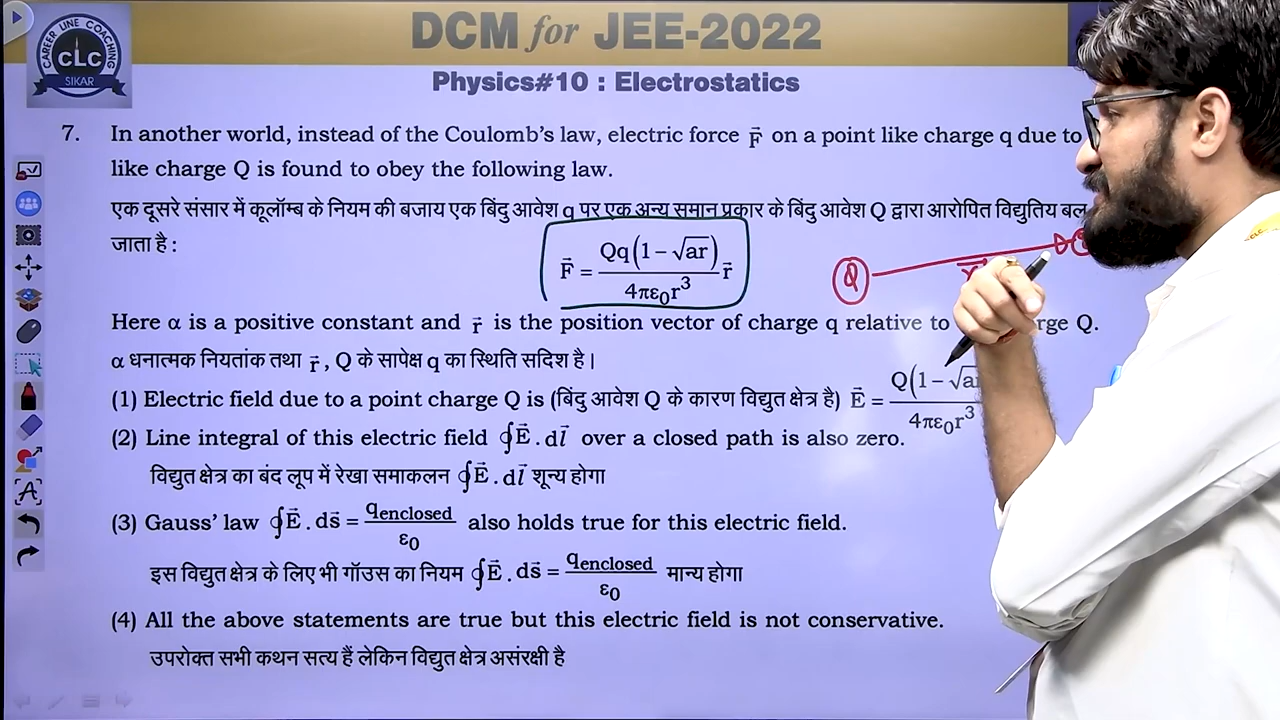 CAREER LINE COACHING
CLC
SIKAR
DCM for JEE-2022
Physics#10 : Electrostatics
7. In another world, instead of the Coulomb's law, electric force F⃗ on a point like charge q due to
like charge Q is found to obey the following law.
एक दूसरे संसार में कूलॉम्ब के नियम की बजाय एक बिंदु आवेश q पर एक अन्य समान प्रकार के बिंदु आवेश Q द्वारा आरोपित विद्युतिय बल
जाता है :
F⃗ = Qq(1 − √ar) / 4πε₀r³ r⃗
Q r⃗
Here α is a positive constant and r⃗ is the position vector of charge q relative to Q.
α धनात्मक नियतांक तथा r⃗ , Q के सापेक्ष q का स्थिति सदिश है।
(1) Electric field due to a point charge Q is (बिंदु आवेश Q के कारण विद्युत क्षेत्र है) E⃗ = Q(1 − √a / 4πε₀r³
(2) Line integral of this electric field ∮E⃗ . dl⃗ over a closed path is also zero.
विद्युत क्षेत्र का बंद लूप में रेखा समाकलन ∮E⃗ . dl⃗ शून्य होगा
(3) Gauss' law ∮E⃗ . ds⃗ = qenclosed / ε₀ also holds true for this electric field.
इस विद्युत क्षेत्र के लिए भी गॉउस का नियम ∮E⃗ . ds⃗ = qenclosed / ε₀ मान्य होगा
(4) All the above statements are true but this electric field is not conservative.
उपरोक्त सभी कथन सत्य हैं लेकिन विद्युत क्षेत्र असंरक्षी है